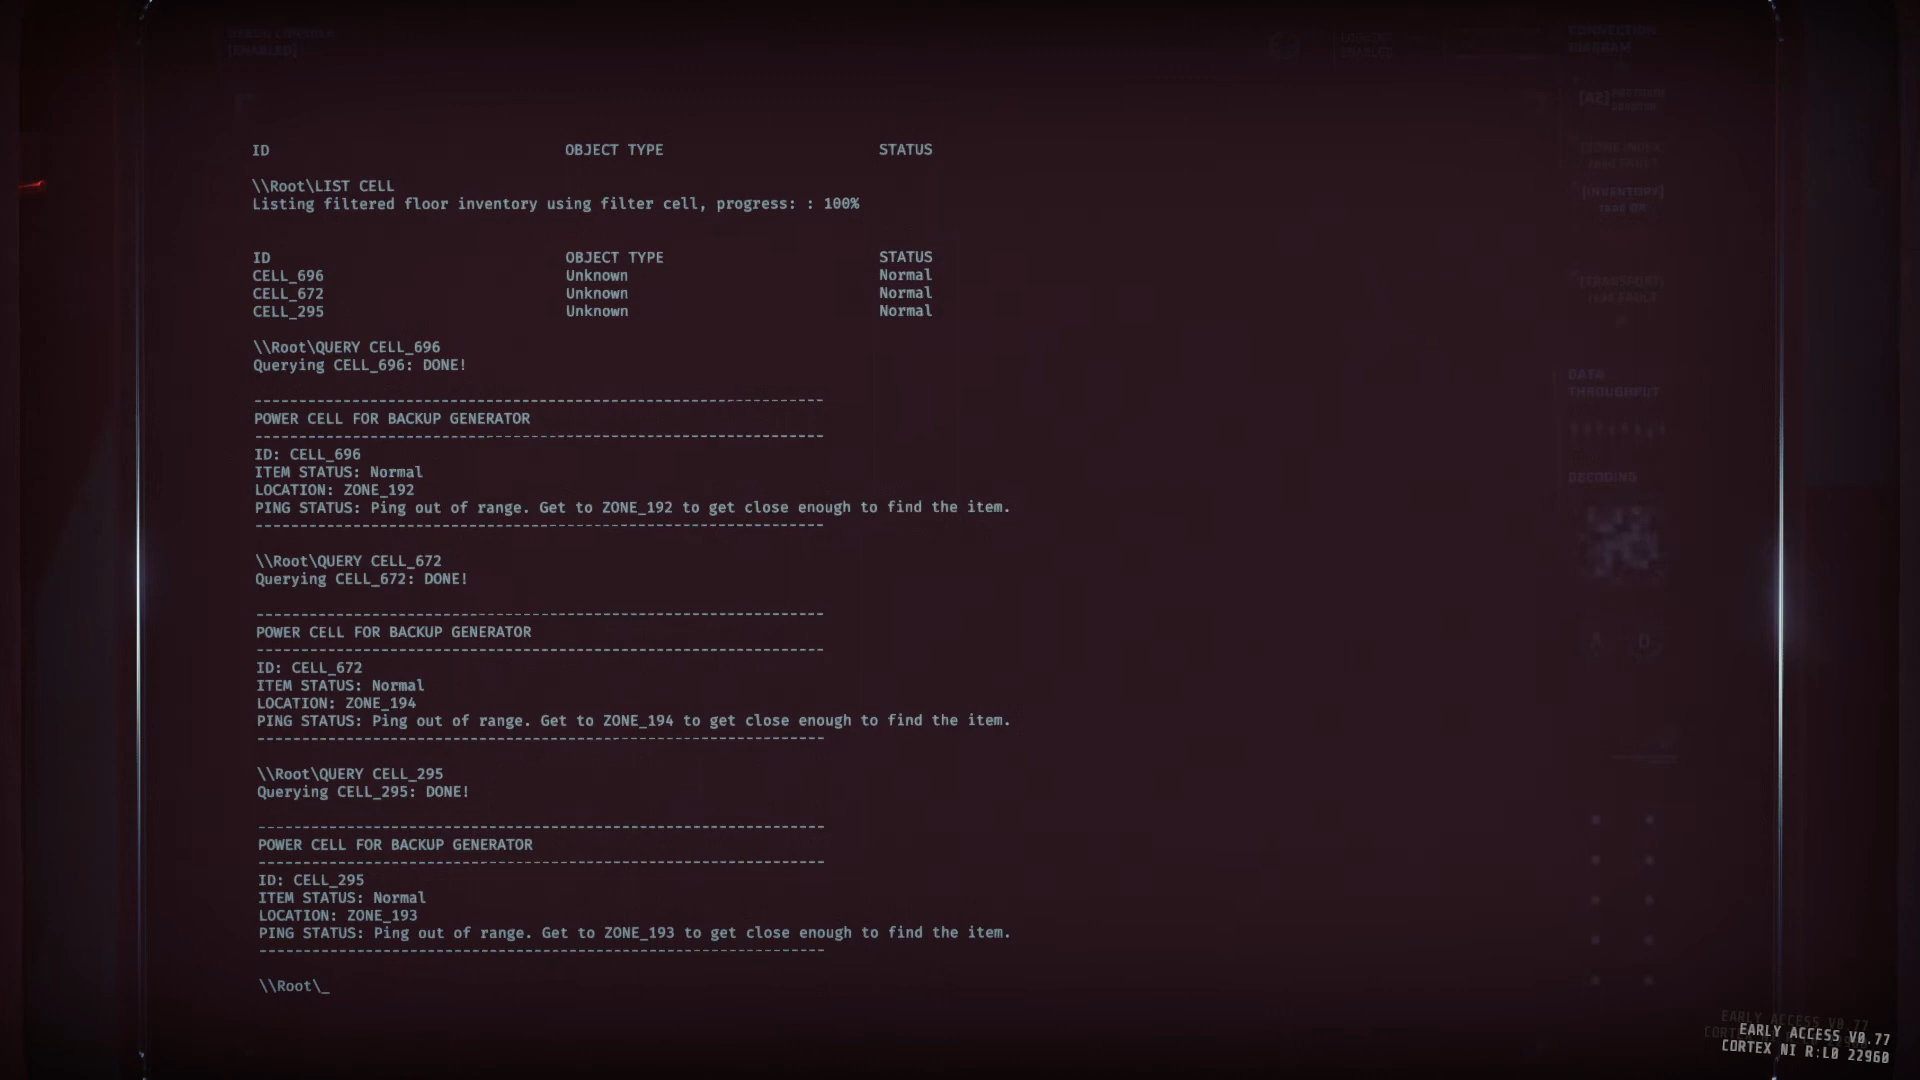 ID OBJECT TYPE STATUS
\\Root\LIST CELL
Listing filtered floor inventory using filter cell, progress: : 100%
ID OBJECT TYPE STATUS
CELL_696 Unknown Normal
CELL_672 Unknown Normal
CELL_295 Unknown Normal
\\Root\QUERY CELL_696
Querying CELL_696: DONE!
--------------------------------------------------------------
POWER CELL FOR BACKUP GENERATOR
--------------------------------------------------------------
ID: CELL_696
ITEM STATUS: Normal
LOCATION: ZONE_192
PING STATUS: Ping out of range. Get to ZONE_192 to get close enough to find the item.
--------------------------------------------------------------
\\Root\QUERY CELL_672
Querying CELL_672: DONE!
--------------------------------------------------------------
POWER CELL FOR BACKUP GENERATOR
--------------------------------------------------------------
ID: CELL_672
ITEM STATUS: Normal
LOCATION: ZONE_194
PING STATUS: Ping out of range. Get to ZONE_194 to get close enough to find the item.
--------------------------------------------------------------
\\Root\QUERY CELL_295
Querying CELL_295: DONE!
--------------------------------------------------------------
POWER CELL FOR BACKUP GENERATOR
--------------------------------------------------------------
ID: CELL_295
ITEM STATUS: Normal
LOCATION: ZONE_193
PING STATUS: Ping out of range. Get to ZONE_193 to get close enough to find the item.
--------------------------------------------------------------
\\Root\_
CONNECTION
DIAGRAM
[INVENTORY]
DATA
THROUGHPUT
DECODING
EARLY ACCESS V0.77
CORTEX NI R:L0 22960